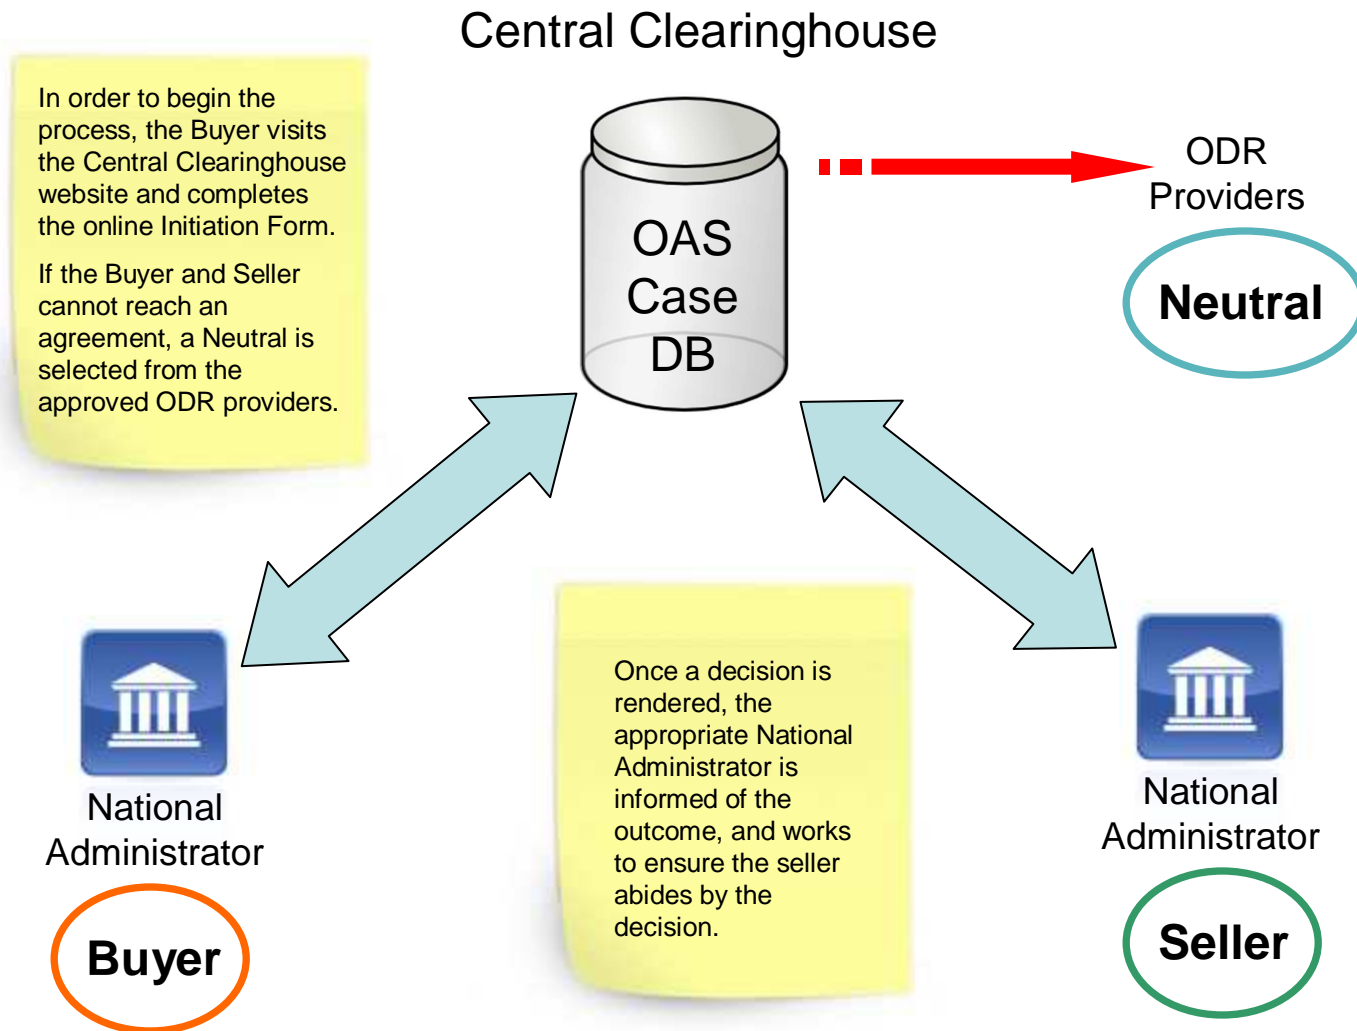 Central Clearinghouse
In order to begin the
process, the Buyer visits
the Central Clearinghouse
website and completes
the online Initiation Form.
If the Buyer and Seller
cannot reach an
agreement, a Neutral is
selected from the
approved ODR providers.
OAS
Case
DB
ODR
Providers
Neutral
National
Administrator
Buyer
Once a decision is
rendered, the
appropriate National
Administrator is
informed of the
outcome, and works
to ensure the seller
abides by the
decision.
National
Administrator
Seller